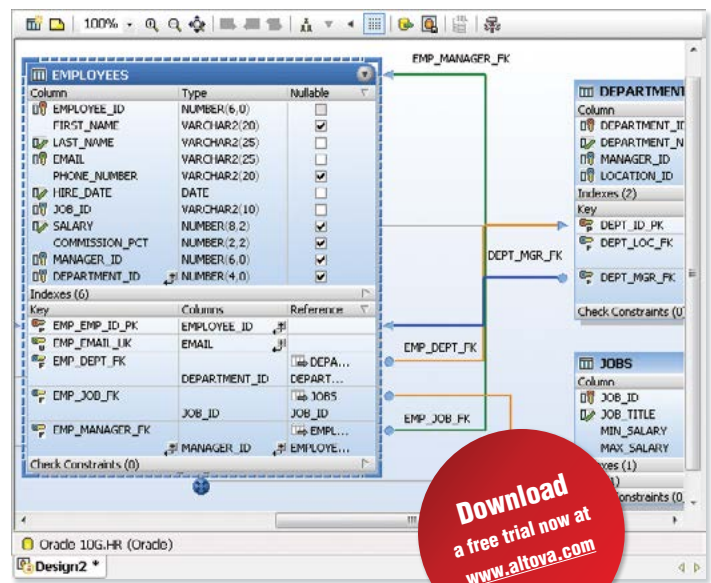 100%
EMP_MANAGER_FK
EMPLOYEES
Column Type Nullable
EMPLOYEE_ID NUMBER(6,0)
FIRST_NAME VARCHAR2(20)
LAST_NAME VARCHAR2(25)
EMAIL VARCHAR2(25)
PHONE_NUMBER VARCHAR2(20)
HIRE_DATE DATE
JOB_ID VARCHAR2(10)
SALARY NUMBER(8,2)
COMMISSION_PCT NUMBER(2,2)
MANAGER_ID NUMBER(6,0)
DEPARTMENT_ID NUMBER(4,0)
Indexes (6)
Key Columns Reference
EMP_EMP_ID_PK EMPLOYEE_ID
EMP_EMAIL_UK EMAIL
EMP_DEPT_FK DEPA...
DEPARTMENT_ID DEPART...
EMP_JOB_FK JOBS
JOB_ID JOB_ID
EMP_MANAGER_FK EMPL...
MANAGER_ID EMPLOYE...
Check Constraints (0)
DEPT_MGR_FK
EMP_DEPT_FK
EMP_JOB_FK
DEPARTMENT
Column
DEPARTMENT_ID
DEPARTMENT_N
MANAGER_ID
LOCATION_ID
Indexes (2)
Key
DEPT_ID_PK
DEPT_LOC_FK
DEPT_MGR_FK
Check Constraints (0
JOBS
Column
JOB_ID
JOB_TITLE
MIN_SALARY
MAX_SALARY
xes (1)
1)
onstraints (0
Download
a free trial now at
www.altova.com
Oracle 10G.HR (Oracle)
Design2 *